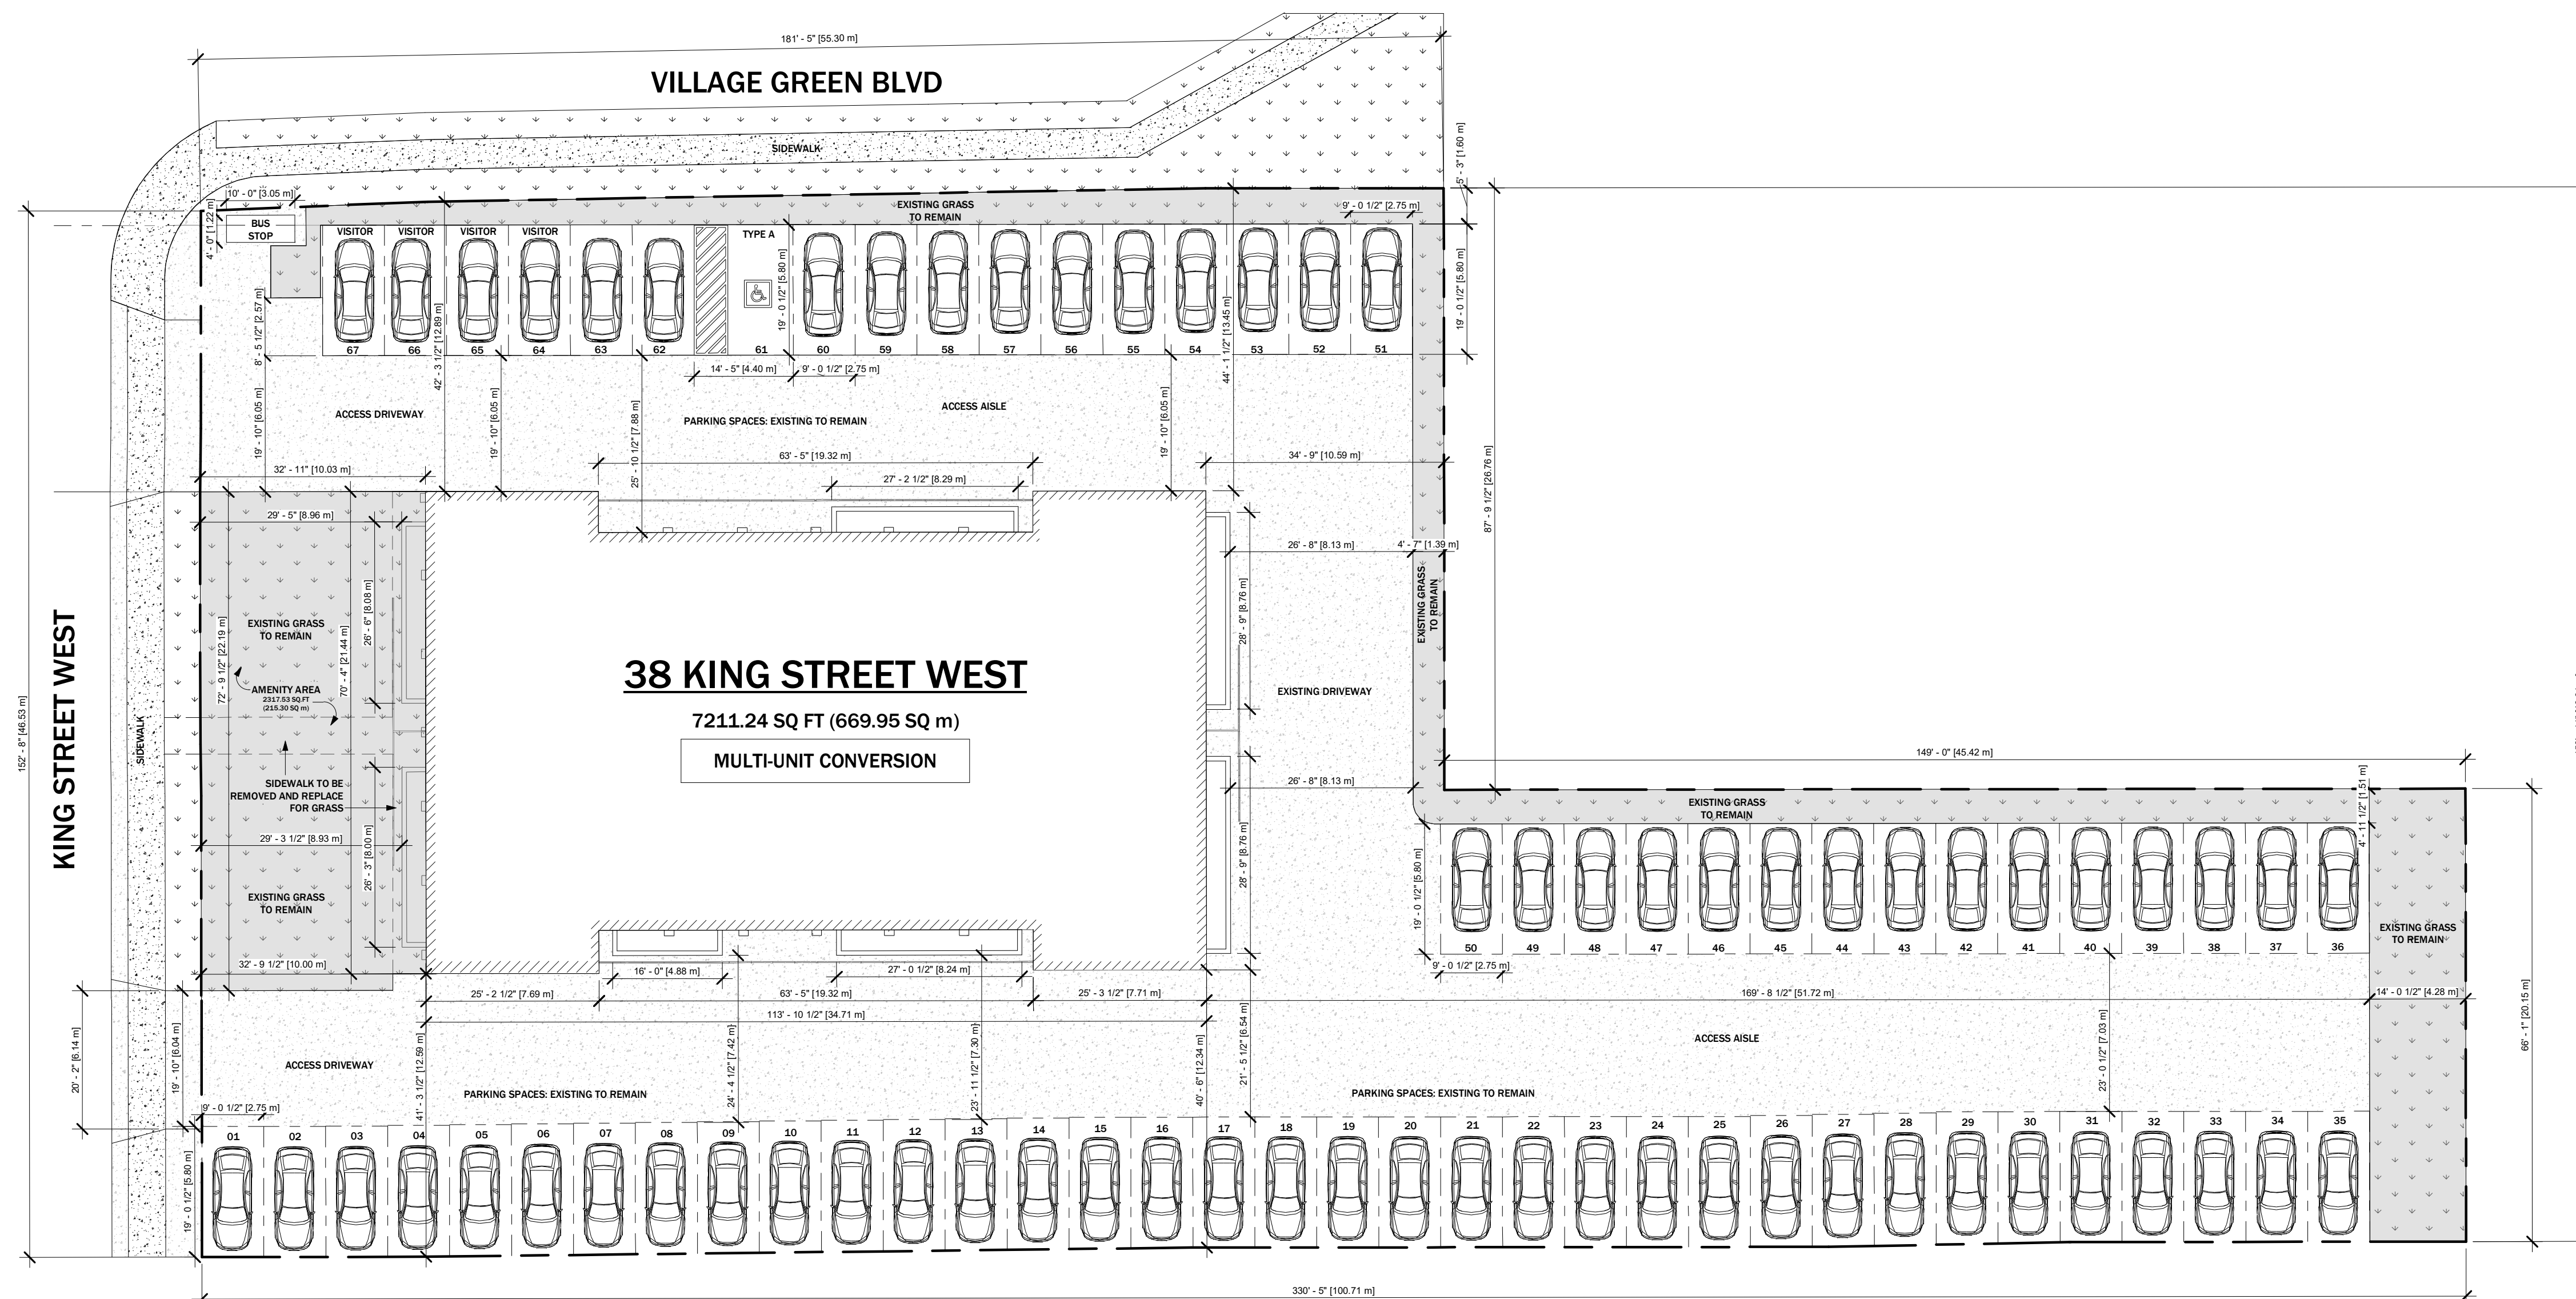 181' - 5" [55.30 m]
VILLAGE GREEN BLVD
SIDEWALK
5' - 3" [1.60 m]
10' - 0" [3.05 m]
4' - 0" [1.22 m]
BUS
STOP
EXISTING GRASS
TO REMAIN
9' - 0 1/2" [2.75 m]
VISITOR
VISITOR
VISITOR
VISITOR
TYPE A
19' - 0 1/2" [5.80 m]
19' - 0 1/2" [5.80 m]
8' - 5 1/2" [2.57 m]
42' - 3 1/2" [12.89 m]
44' - 1 1/2" [13.45 m]
67
66
65
64
63
62
61
60
59
58
57
56
55
54
53
52
51
14' - 5" [4.40 m]
9' - 0 1/2" [2.75 m]
ACCESS DRIVEWAY
ACCESS AISLE
PARKING SPACES: EXISTING TO REMAIN
19' - 10" [6.05 m]
19' - 10" [6.05 m]
25' - 10 1/2" [7.88 m]
19' - 10" [6.05 m]
32' - 11" [10.03 m]
63' - 5" [19.32 m]
34' - 9" [10.59 m]
27' - 2 1/2" [8.29 m]
87' - 9 1/2" [26.76 m]
29' - 5" [8.96 m]
26' - 8" [8.13 m]
4' - 7" [1.39 m]
26' - 6" [8.08 m]
28' - 9" [8.76 m]
EXISTING GRASS
TO REMAIN
EXISTING GRASS
TO REMAIN
72' - 9 1/2" [22.19 m]
70' - 4" [21.44 m]
AMENITY AREA
2317.53 SQ FT
(215.30 SQ m)
KING STREET WEST
152' - 8" [46.53 m]
SIDEWALK
38 KING STREET WEST
7211.24 SQ FT (669.95 SQ m)
MULTI-UNIT CONVERSION
EXISTING DRIVEWAY
SIDEWALK TO BE
REMOVED AND REPLACE
FOR GRASS
26' - 8" [8.13 m]
149' - 0" [45.42 m]
4' - 11 1/2" [1.51 m]
29' - 3 1/2" [8.93 m]
26' - 3" [8.00 m]
28' - 9" [8.76 m]
EXISTING GRASS
TO REMAIN
EXISTING GRASS
TO REMAIN
19' - 0 1/2" [5.80 m]
50
49
48
47
46
45
44
43
42
41
40
39
38
37
36
EXISTING GRASS
TO REMAIN
32' - 9 1/2" [10.00 m]
16' - 0" [4.88 m]
27' - 0 1/2" [8.24 m]
9' - 0 1/2" [2.75 m]
25' - 2 1/2" [7.69 m]
63' - 5" [19.32 m]
25' - 3 1/2" [7.71 m]
169' - 8 1/2" [51.72 m]
14' - 0 1/2" [4.28 m]
113' - 10 1/2" [34.71 m]
66' - 1" [20.15 m]
20' - 2" [6.14 m]
19' - 10" [6.04 m]
41' - 3 1/2" [12.59 m]
24' - 4 1/2" [7.42 m]
23' - 11 1/2" [7.30 m]
40' - 6" [12.34 m]
21' - 5 1/2" [6.54 m]
23' - 0 1/2" [7.03 m]
ACCESS DRIVEWAY
ACCESS AISLE
PARKING SPACES: EXISTING TO REMAIN
PARKING SPACES: EXISTING TO REMAIN
9' - 0 1/2" [2.75 m]
01
02
03
04
05
06
07
08
09
10
11
12
13
14
15
16
17
18
19
20
21
22
23
24
25
26
27
28
29
30
31
32
33
34
35
19' - 0 1/2" [5.80 m]
330' - 5" [100.71 m]